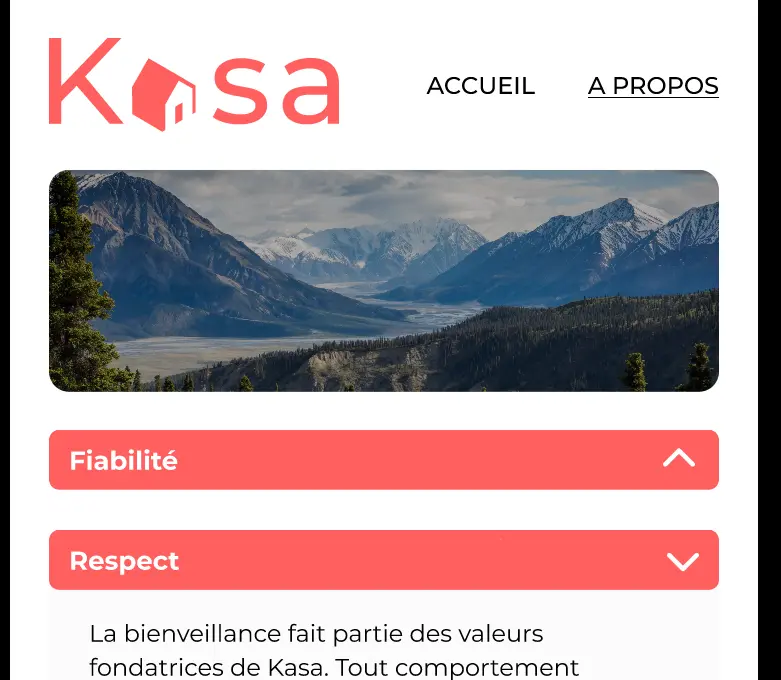 Kasa
ACCUEIL
A PROPOS
Fiabilité
Respect
La bienveillance fait partie des valeurs
fondatrices de Kasa. Tout comportement